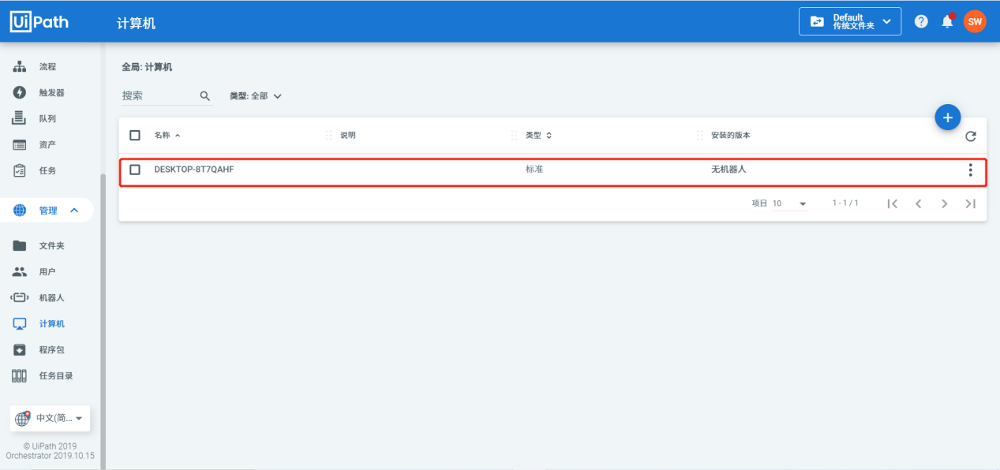 UiPath
计算机
Default
传统文件夹
SW
流程
触发器
队列
资产
任务
管理
文件夹
用户
机器人
计算机
程序包
任务目录
中文(简...
© UiPath 2019
Orchestrator 2019.10.15
全局: 计算机
搜索
类型: 全部
名称 说明 类型 安装的版本
DESKTOP-8T7QAHF 标准 无机器人
项目 10 1 - 1 / 1